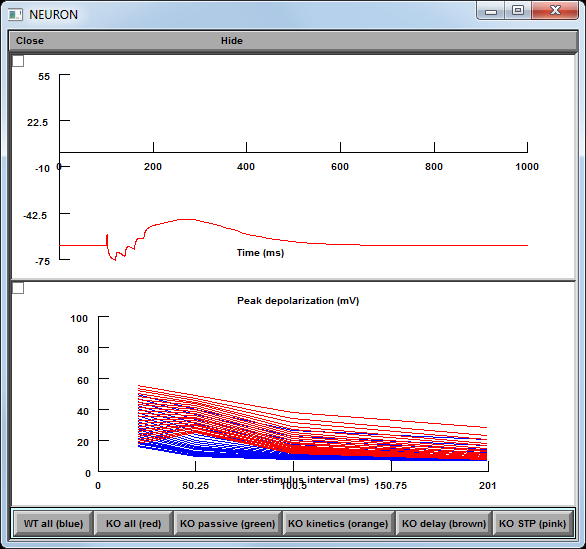 NEURON
Close Hide
55
22.5
-10
0 200 400 600 800 1000
-42.5
Time (ms)
-75
Peak depolarization (mV)
100
80
60
40
20
0
Inter-stimulus interval (ms)
0 50.25 100.5 150.75 201
WT all (blue) KO all (red) KO passive (green) KO kinetics (orange) KO delay (brown) KO STP (pink)